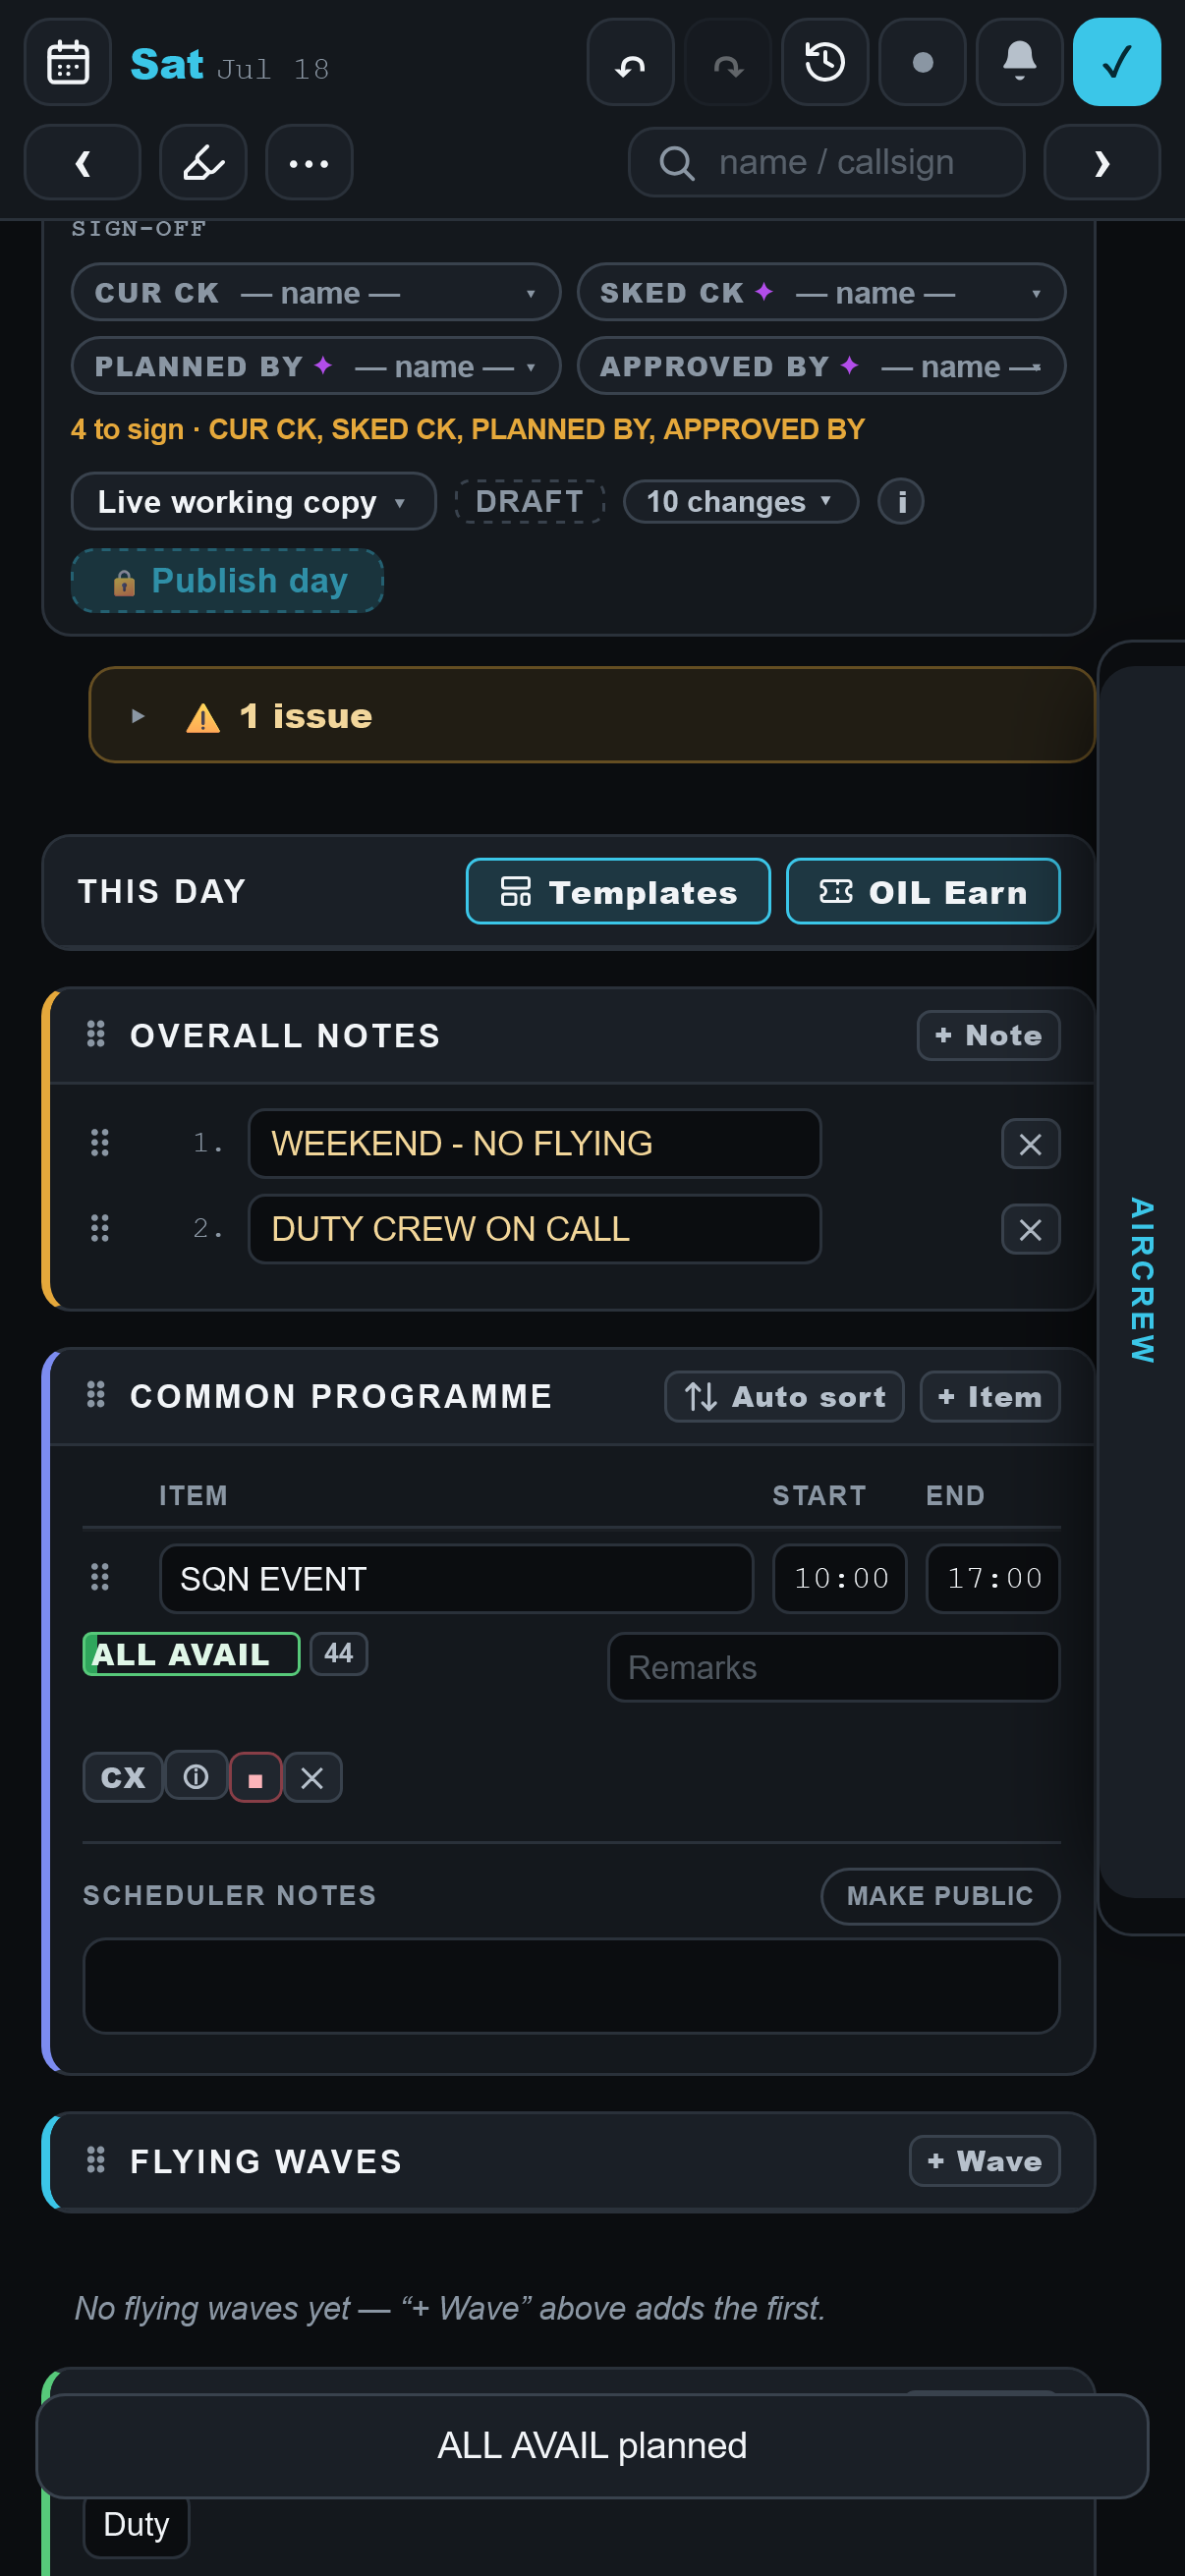 Sat Jul 18
name / callsign
SIGN-OFF
CUR CK — name —
SKED CK — name —
PLANNED BY — name —
APPROVED BY — name —
4 to sign · CUR CK, SKED CK, PLANNED BY, APPROVED BY
Live working copy DRAFT 10 changes i
Publish day
1 issue
THIS DAY Templates OIL Earn
OVERALL NOTES + Note
1. WEEKEND - NO FLYING
2. DUTY CREW ON CALL
AIRCREW
COMMON PROGRAMME Auto sort + Item
ITEM START END
SQN EVENT 10:00 17:00
ALL AVAIL 44 Remarks
CX
SCHEDULER NOTES MAKE PUBLIC
FLYING WAVES + Wave
No flying waves yet — “+ Wave” above adds the first.
ALL AVAIL planned
Duty